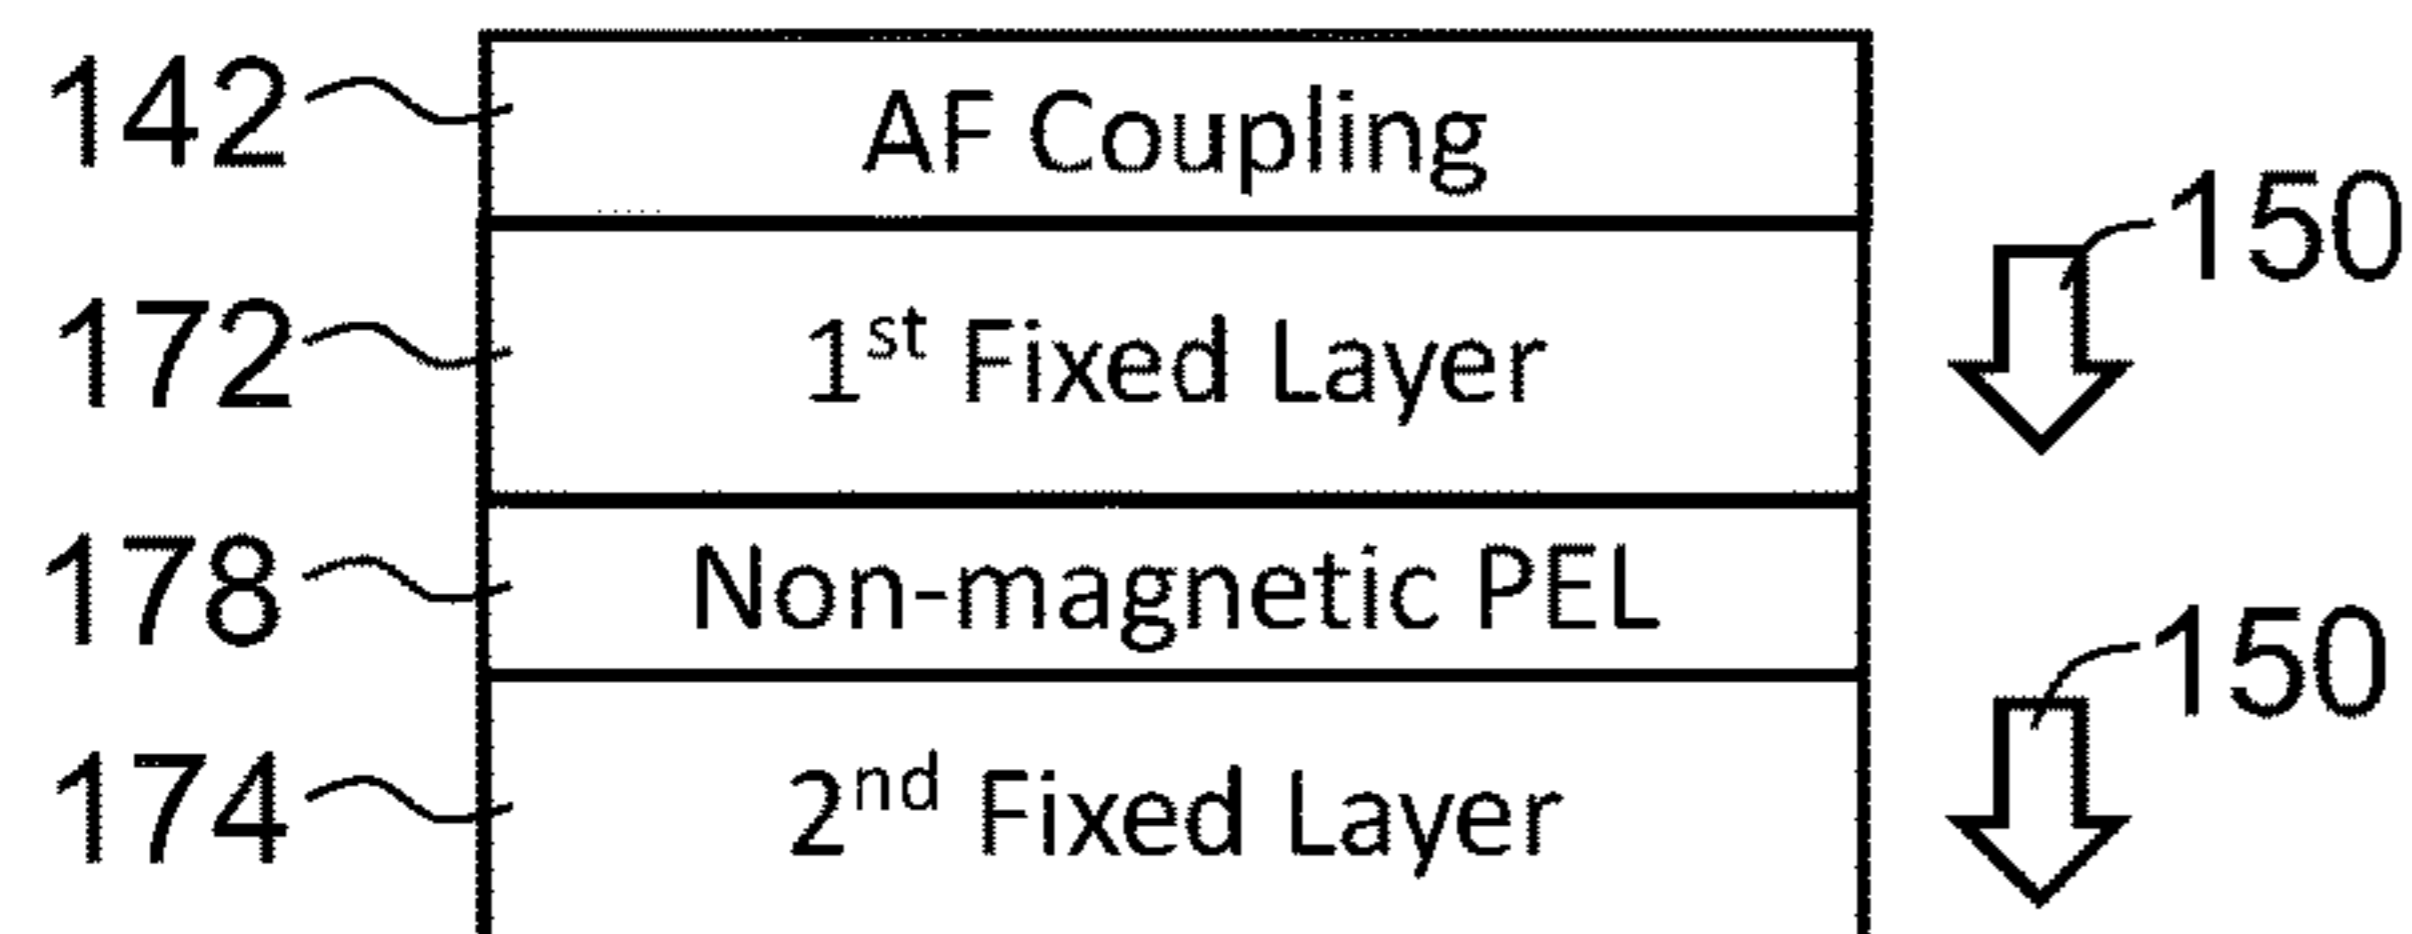 142 AF Coupling
150
172 1st Fixed Layer
178 Non-magnetic PEL
150
174 2nd Fixed Layer